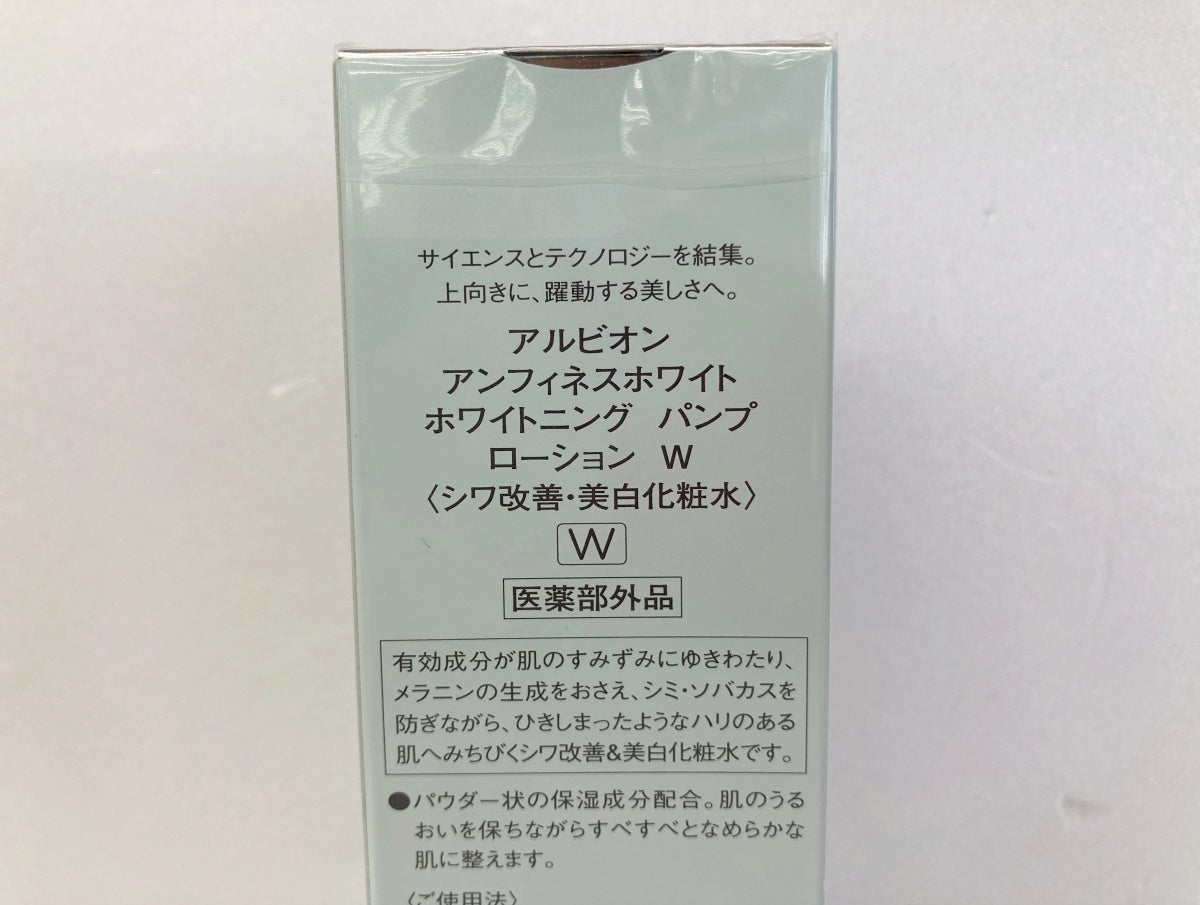 サイエンスとテクノロジーを結集。
上向きに、躍動する美しさへ。
アルビオン
アンフィネスホワイト
ホワイトニング パンプ
ローション W
〈シワ改善・美白化粧水〉
W
医薬部外品
有効成分が肌のすみずみにゆきわたり、
メラニンの生成をおさえ、シミ・ソバカスを
防ぎながら、ひきしまったようなハリのある
肌へみちびくシワ改善&美白化粧水です。
●パウダー状の保湿成分配合。肌のうる
おいを保ちながらすべすべとなめらかな
肌に整えます。
〈ご使用法〉